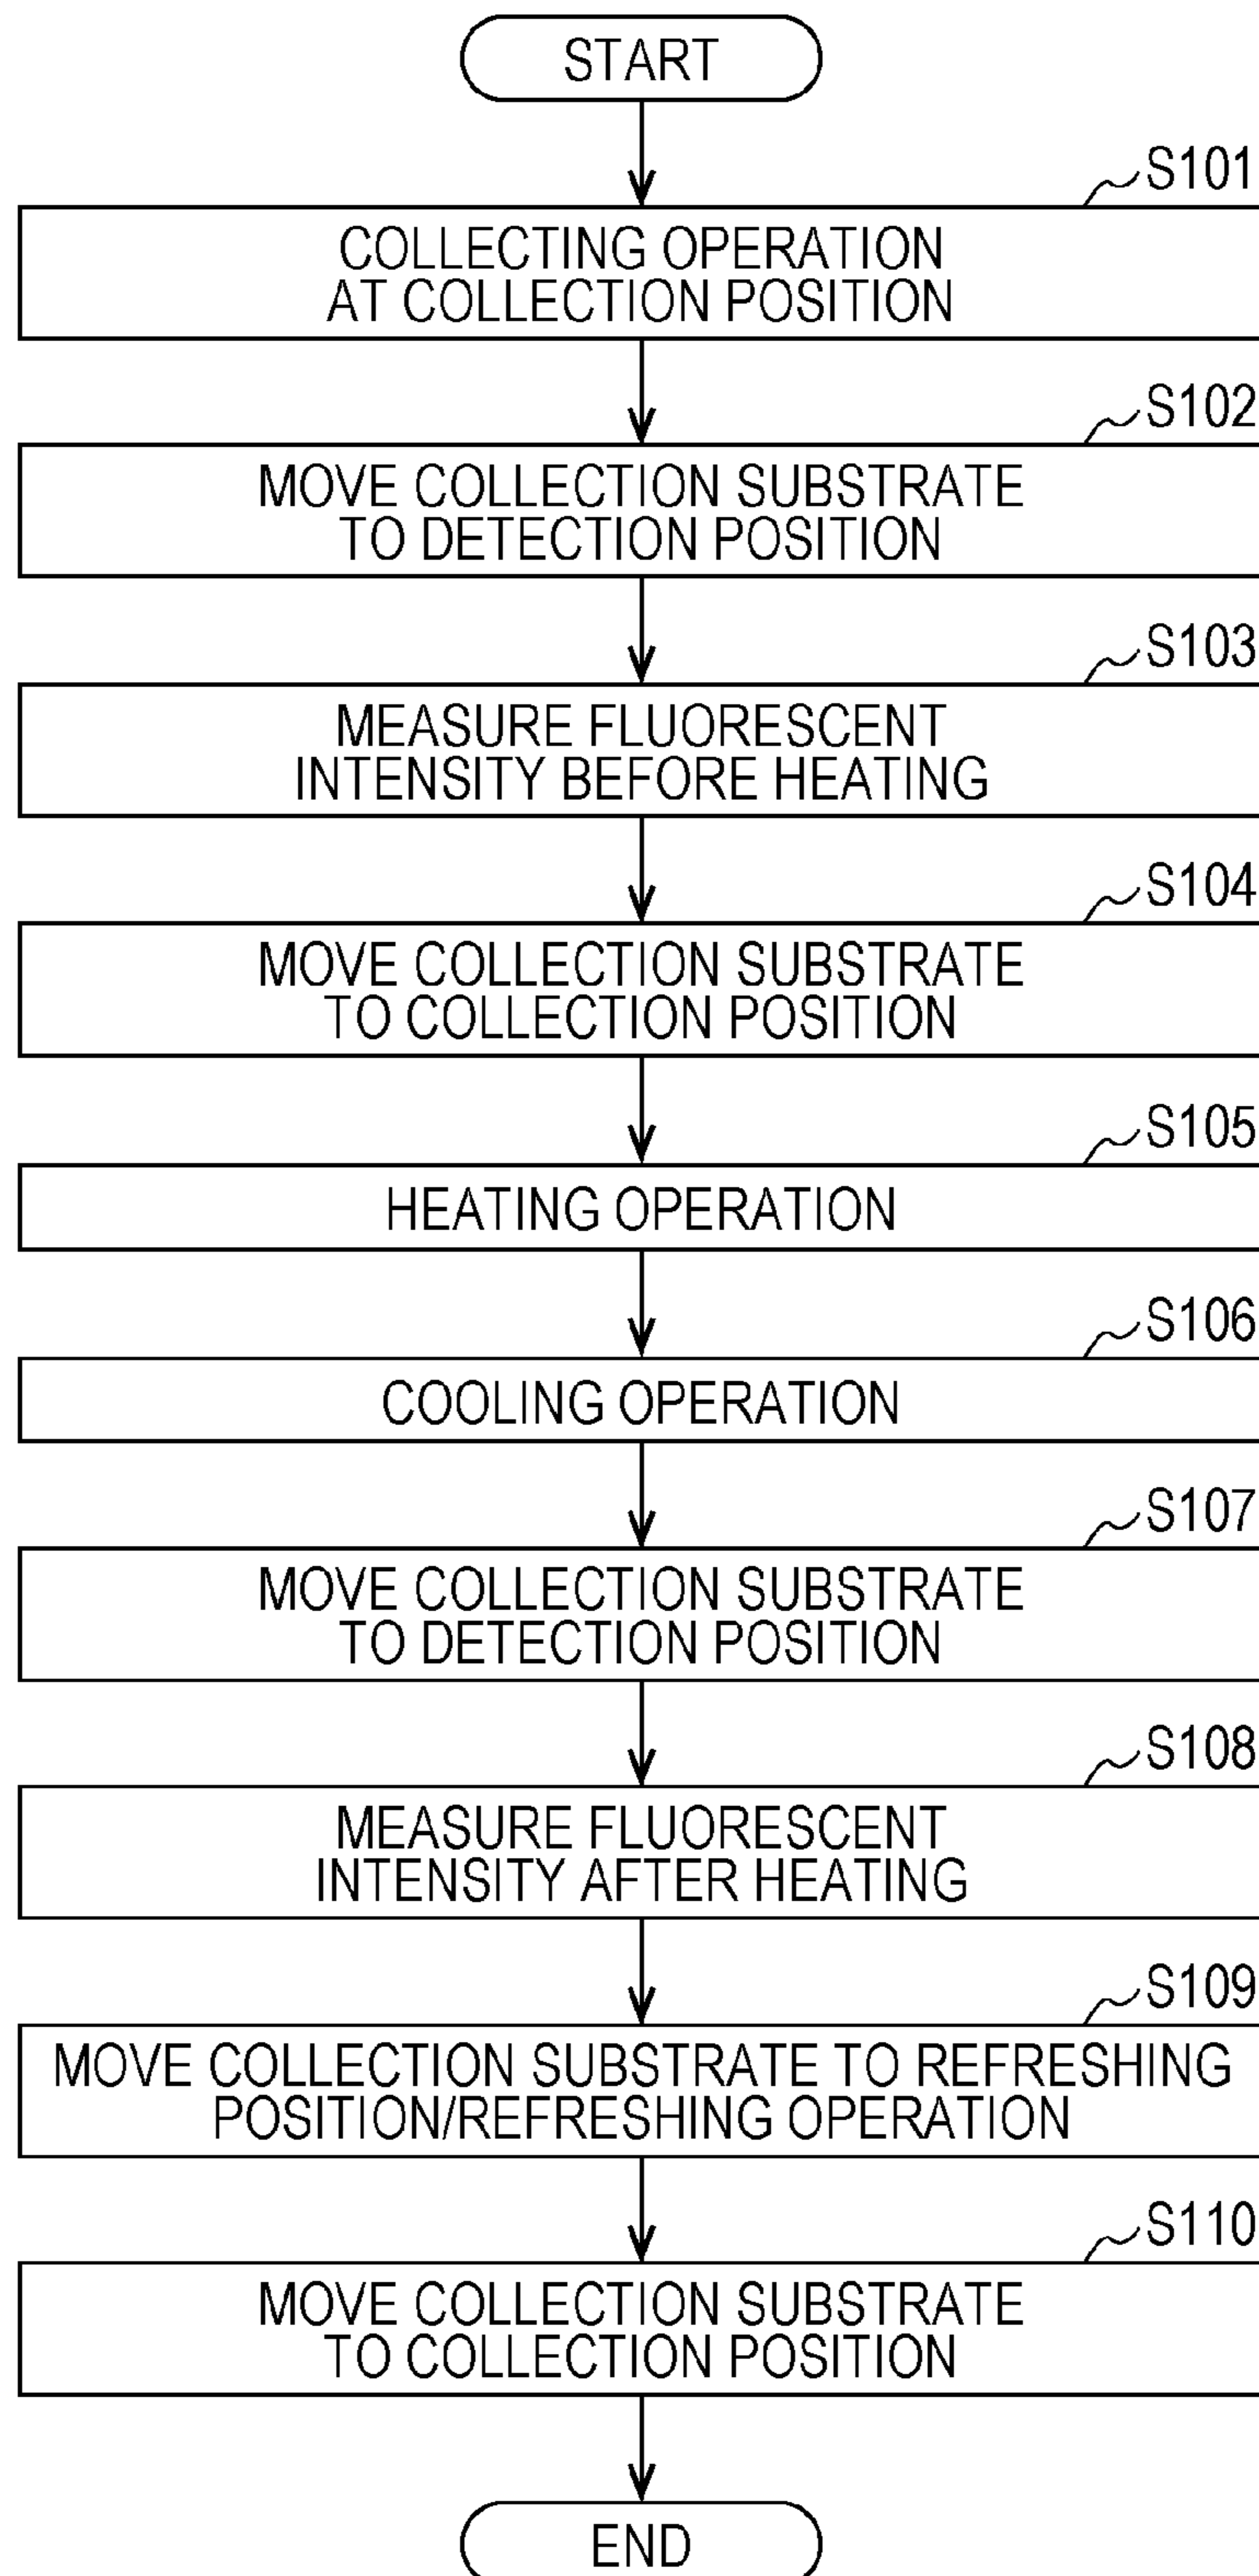 START
S101
COLLECTING OPERATION
AT COLLECTION POSITION
S102
MOVE COLLECTION SUBSTRATE
TO DETECTION POSITION
S103
MEASURE FLUORESCENT
INTENSITY BEFORE HEATING
S104
MOVE COLLECTION SUBSTRATE
TO COLLECTION POSITION
S105
HEATING OPERATION
S106
COOLING OPERATION
S107
MOVE COLLECTION SUBSTRATE
TO DETECTION POSITION
S108
MEASURE FLUORESCENT
INTENSITY AFTER HEATING
S109
MOVE COLLECTION SUBSTRATE TO REFRESHING
POSITION/REFRESHING OPERATION
S110
MOVE COLLECTION SUBSTRATE
TO COLLECTION POSITION
END